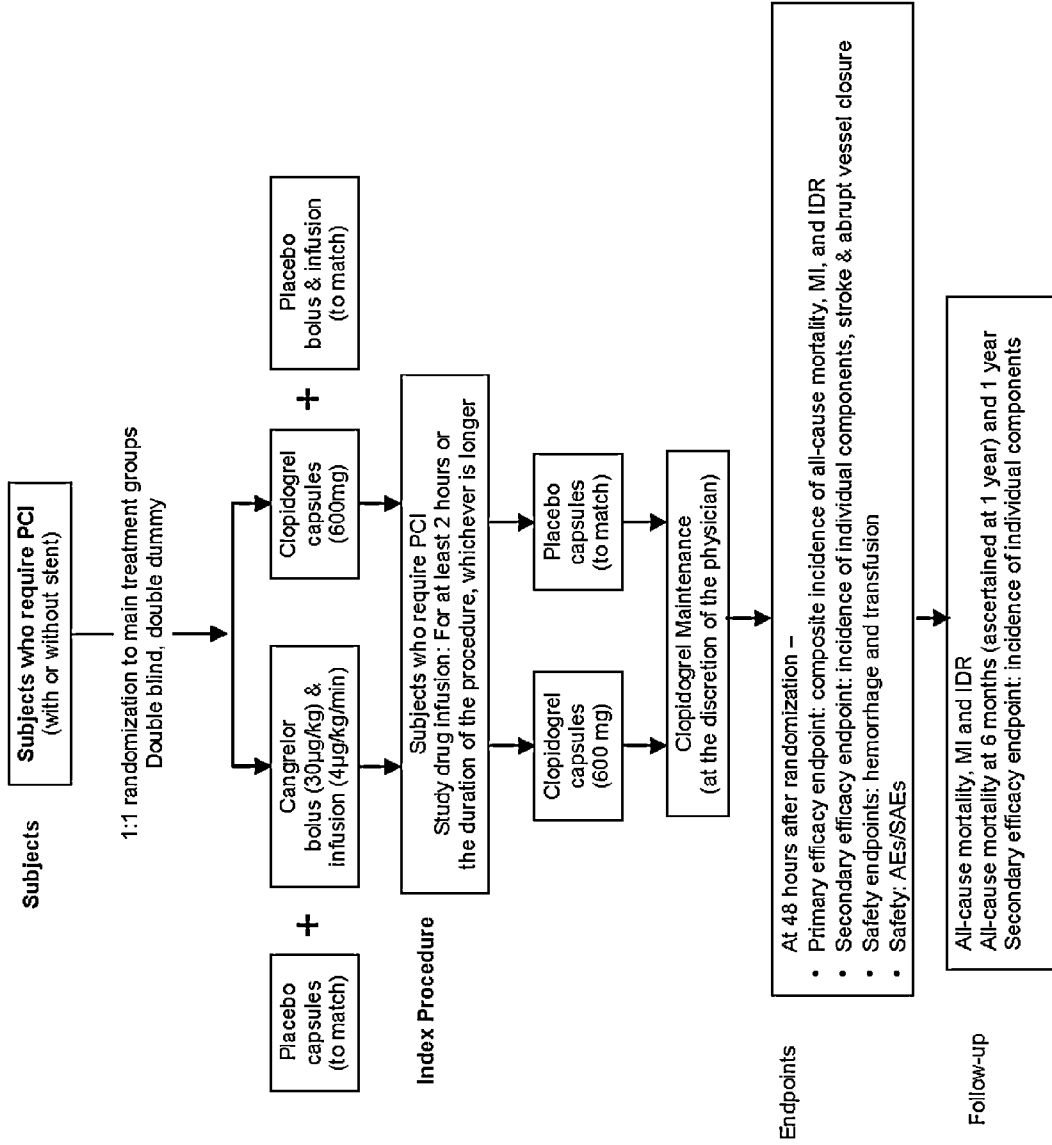 Subjects
Subjects who require PCI
(with or without stent)
1:1 randomization to main treatment groups
Double blind, double dummy
Placebo
capsules
(to match)
+
Cangrelor
bolus (30µg/kg) &
infusion (4µg/kg/min)
Clopidogrel
capsules
(600mg)
+
Placebo
bolus & infusion
(to match)
Index Procedure
Subjects who require PCI
Study drug infusion: For at least 2 hours or
the duration of the procedure, whichever is longer
Clopidogrel
capsules
(600 mg)
Placebo
capsules
(to match)
Clopidogrel Maintenance
(at the discretion of the physician)
Endpoints
At 48 hours after randomization –
• Primary efficacy endpoint: composite incidence of all-cause mortality, MI, and IDR
• Secondary efficacy endpoint: incidence of individual components, stroke & abrupt vessel closure
• Safety endpoints: hemorrhage and transfusion
• Safety: AEs/SAEs
Follow-up
All-cause mortality, MI and IDR
All-cause mortality at 6 months (ascertained at 1 year) and 1 year
Secondary efficacy endpoint: incidence of individual components